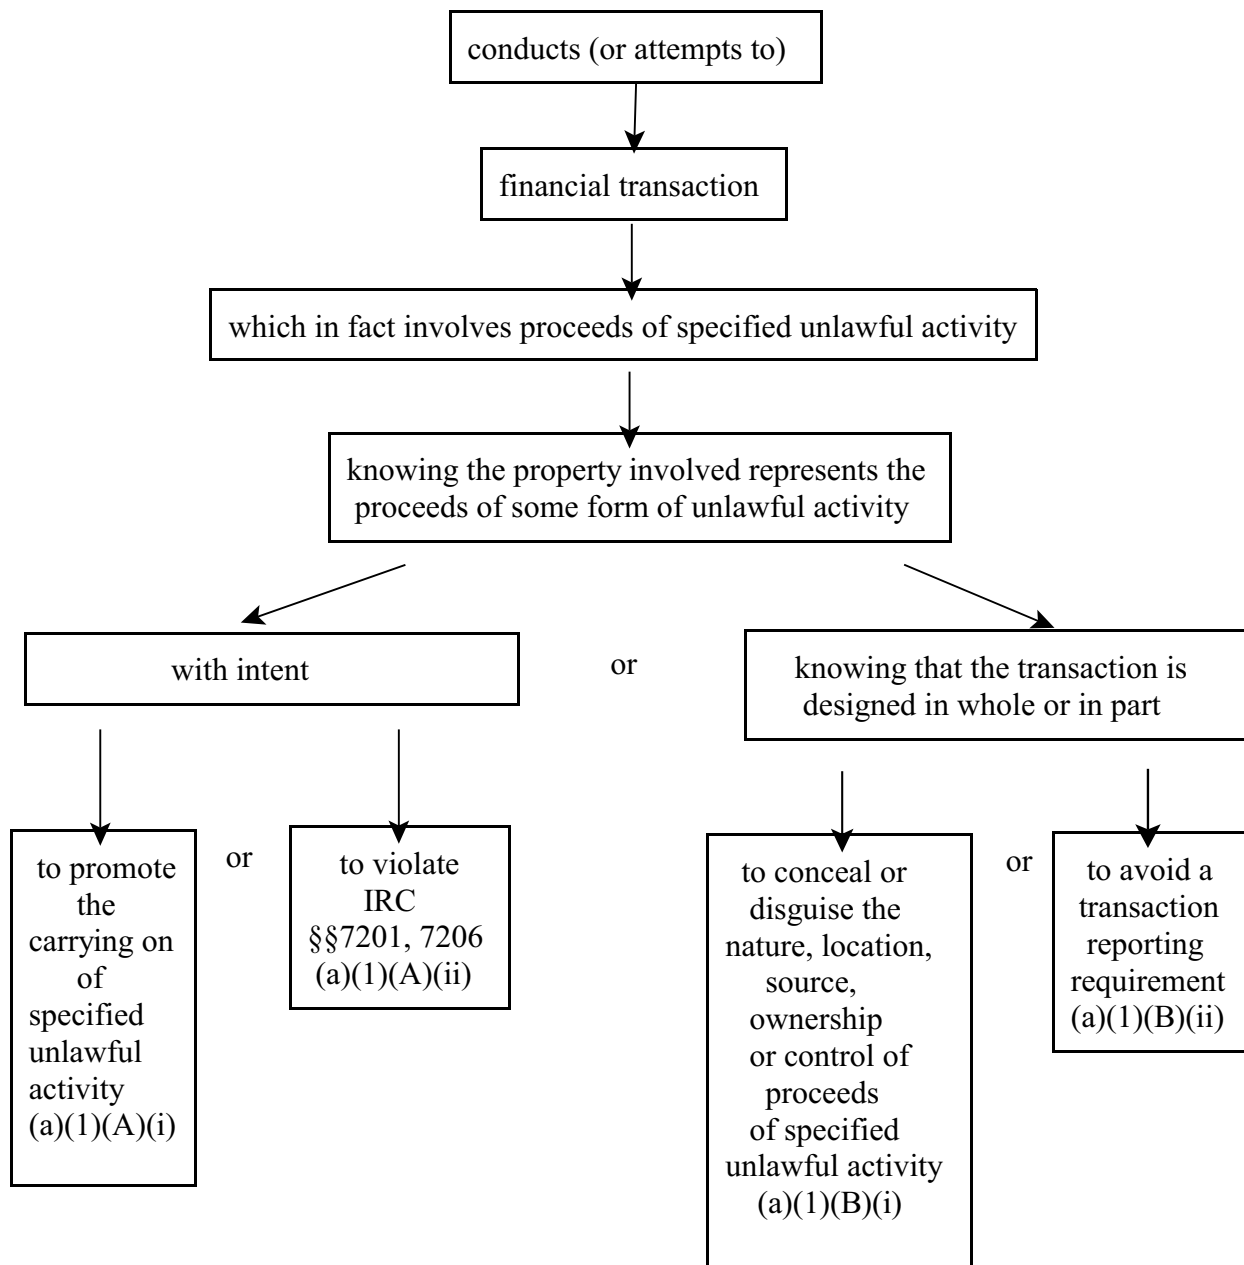 conducts (or attempts to)
financial transaction
which in fact involves proceeds of specified unlawful activity
knowing the property involved represents the
proceeds of some form of unlawful activity
with intent
or
knowing that the transaction is
designed in whole or in part
to promote
the
carrying on
of
specified
unlawful
activity
(a)(1)(A)(i)
or
to violate
IRC
§§7201, 7206
(a)(1)(A)(ii)
to conceal or
disguise the
nature, location,
source,
ownership
or control of
proceeds
of specified
unlawful activity
(a)(1)(B)(i)
or
to avoid a
transaction
reporting
requirement
(a)(1)(B)(ii)